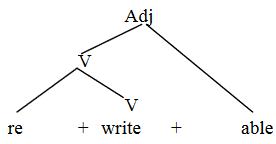 Adj
V
V
re + write + able